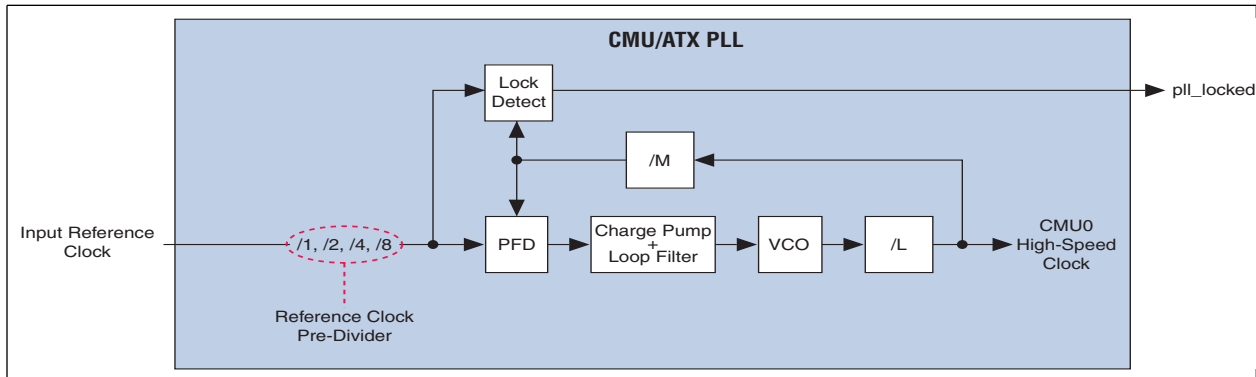 CMU/ATX PLL
Lock
Detect
pll_locked
/M
Input Reference
Clock
/1, /2, /4, /8
PFD
Charge Pump
+
Loop Filter
VCO
/L
CMU0
High-Speed
Clock
Reference Clock
Pre-Divider